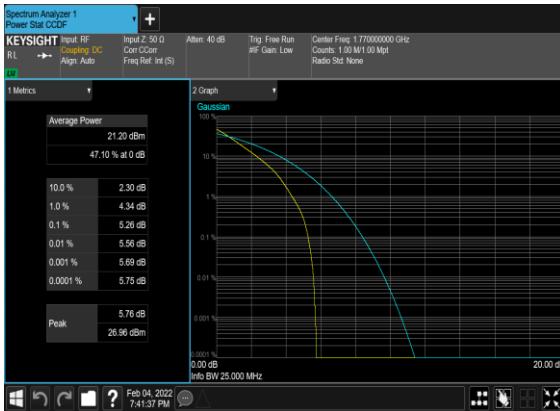 Spectrum Analyzer 1
Power Stat CCDF
KEYSIGHT
RL
Input: RF
Coupling: DC
Align: Auto
Input Z: 50 Ω
Corr CCorr
Freq Ref: Int (S)
Atten: 40 dB
Trig: Free Run
#IF Gain: Low
Center Freq: 1.770000000 GHz
Counts: 1.00 M/1.00 Mpt
Radio Std: None
1 Metrics
Average Power
21.20 dBm
47.10 % at 0 dB
10.0 % 2.30 dB
1.0 % 4.34 dB
0.1 % 5.26 dB
0.01 % 5.56 dB
0.001 % 5.69 dB
0.0001 % 5.75 dB
Peak
5.76 dB
26.96 dBm
2 Graph
Gaussian
100 %
10 %
1 %
0.1 %
0.01 %
0.001 %
0.0001 %
0.00 dB
20.00 d
Info BW 25.000 MHz
Feb 04, 2022
7:41:37 PM